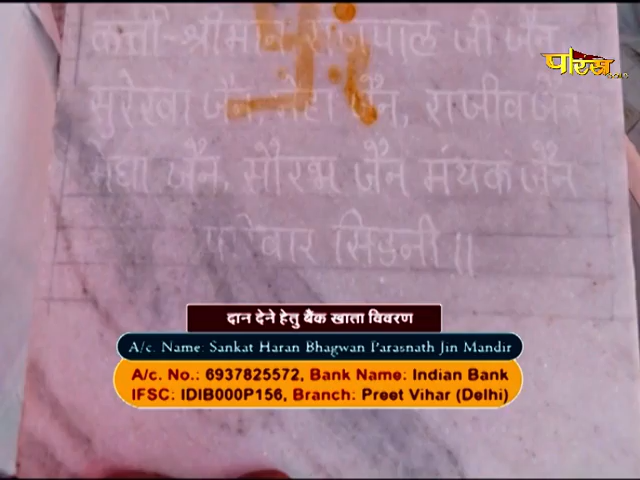 कर्त्ता-श्रीमान राजपाल जी जैन
पारस
सुरेखा जैन, नेहा जैन, राजीव जैन
मेघा जैन, सौरभ जैन मंयक जैन
परिवार सिडनी॥
दान देने हेतु बैंक खाता विवरण
A/c. Name: Sankat Haran Bhagwan Parasnath Jin Mandir
A/c. No.: 6937825572, Bank Name: Indian Bank
IFSC: IDIB000P156, Branch: Preet Vihar (Delhi)